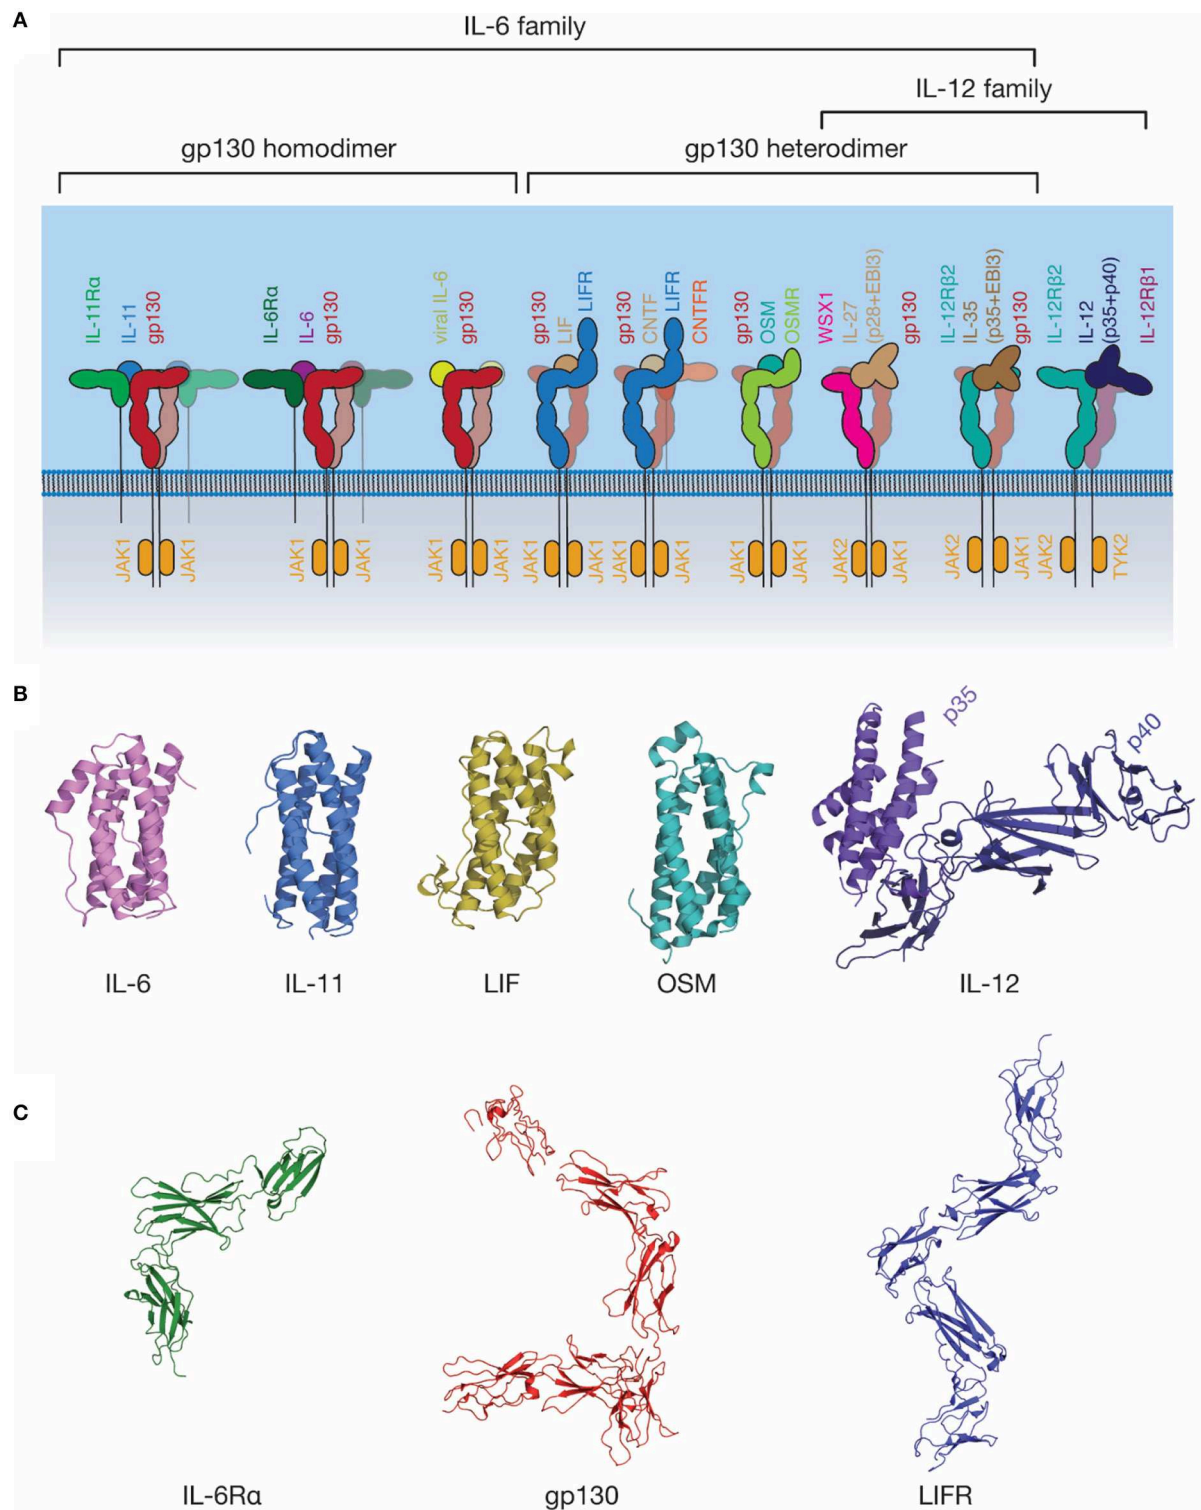 A
IL-6 family
IL-12 family
gp130 homodimer
gp130 heterodimer
IL-11Rα
IL-11
gp130
IL-6Rα
IL-6
gp130
viral IL-6
gp130
gp130
LIF
LIFR
gp130
CNTF
LIFR
CNTFR
gp130
OSM
OSMR
WSX1
IL-27
(p28+EBI3)
gp130
IL-12Rβ2
IL-35
(p35+EBI3)
gp130
IL-12Rβ2
IL-12
(p35+p40)
IL-12Rβ1
JAK1
JAK1
JAK1
JAK1
JAK1
JAK1
JAK1
JAK1
JAK1
JAK1
JAK1
JAK1
JAK2
JAK1
JAK2
JAK1
JAK2
TYK2
B
p35
p40
IL-6
IL-11
LIF
OSM
IL-12
C
IL-6Rα
gp130
LIFR